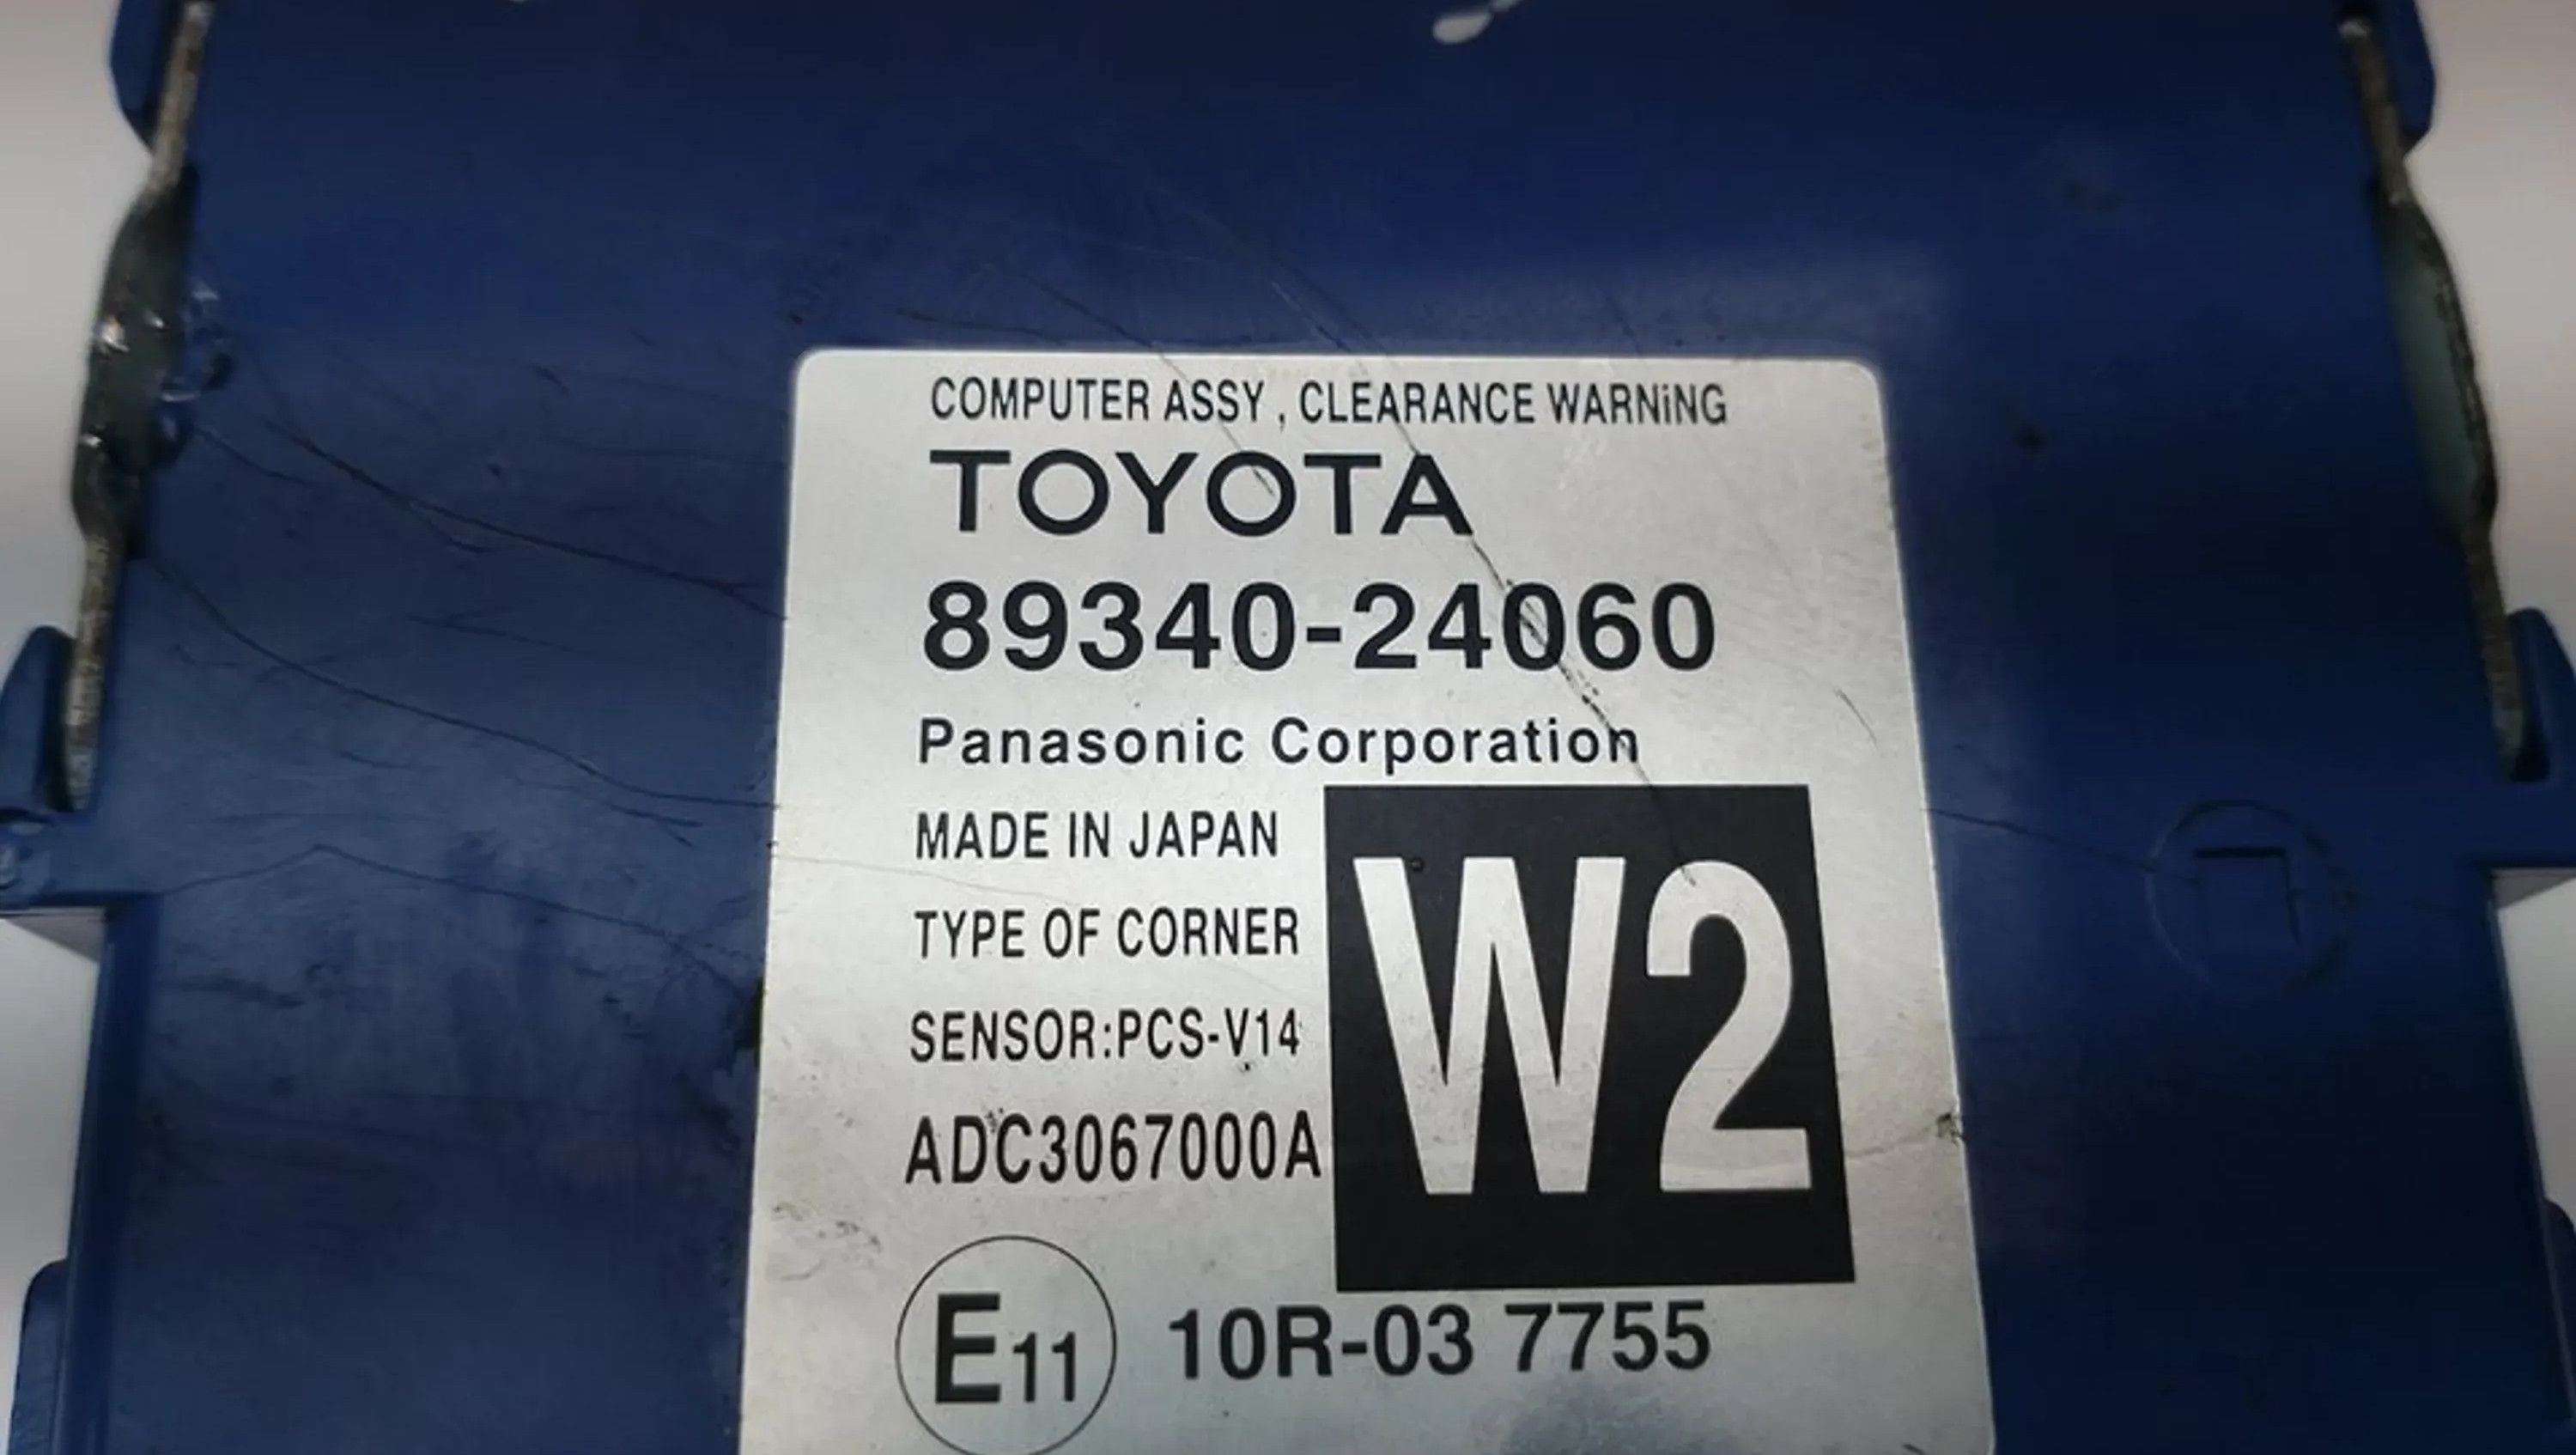 COMPUTER ASSY , CLEARANCE WARNiNG
TOYOTA
89340-24060
Panasonic Corporation
MADE IN JAPAN
TYPE OF CORNER
SENSOR:PCS-V14
ADC3067000A
W2
E11 10R-03 7755